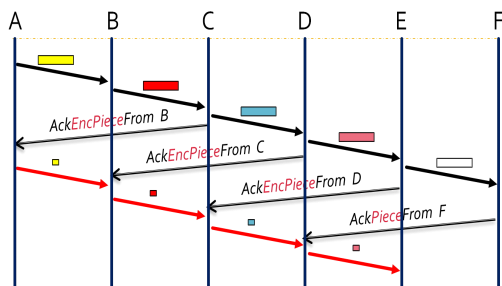 A B C D E F
AckEncPieceFrom B
AckEncPieceFrom C
AckEncPieceFrom D
AckPieceFrom F